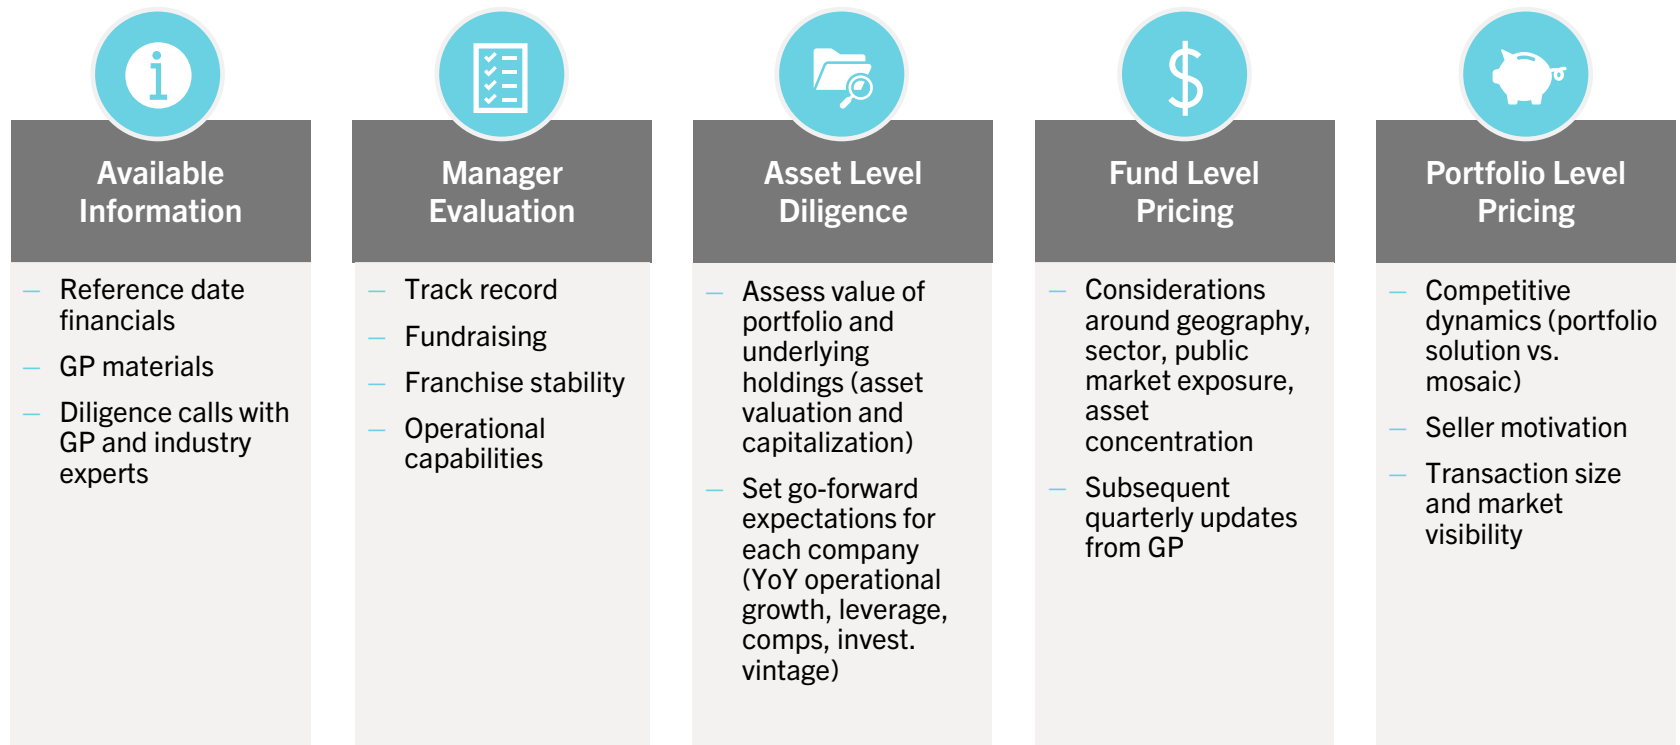 Available
Information
— Reference date
financials
— GP materials
— Diligence calls with
GP and industry
experts
Manager
Evaluation
— Track record
— Fundraising
— Franchise stability
— Operational
capabilities
Asset Level
Diligence
— Assess value of
portfolio and
underlying
holdings (asset
valuation and
capitalization)
— Set go-forward
expectations for
each company
(YoY operational
growth, leverage,
comps, invest.
vintage)
Fund Level
Pricing
— Considerations
around geography,
sector, public
market exposure,
asset
concentration
— Subsequent
quarterly updates
from GP
Portfolio Level
Pricing
— Competitive
dynamics (portfolio
solution vs.
mosaic)
— Seller motivation
— Transaction size
and market
visibility